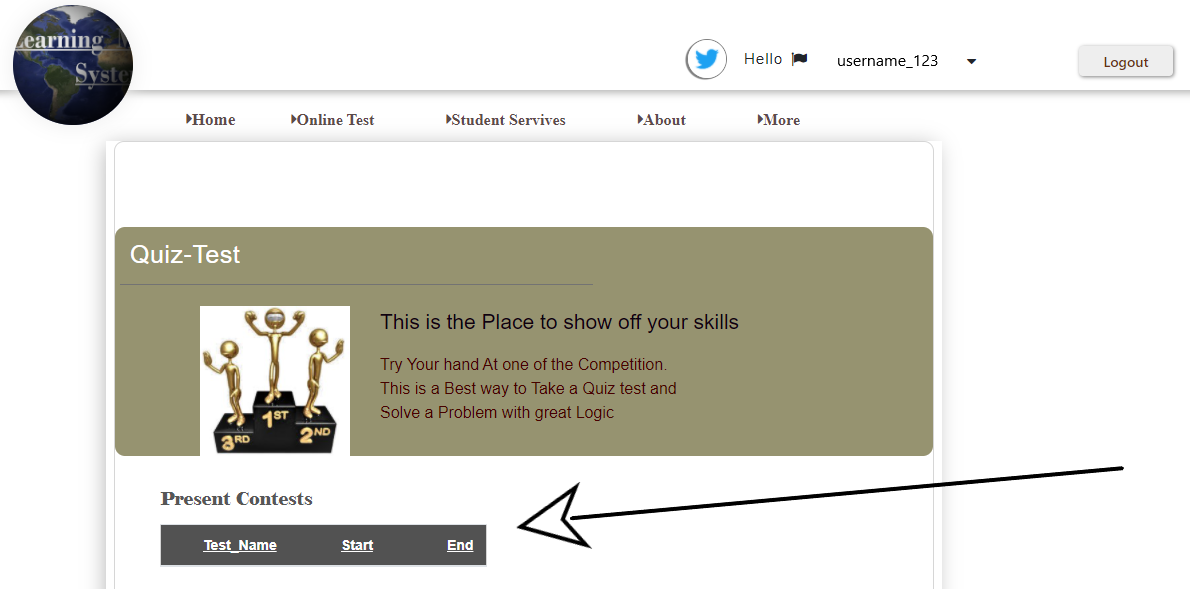 Learning
System
Hello username_123 Logout
Home Online Test Student Servives About More
Quiz-Test
This is the Place to show off your skills
Try Your hand At one of the Competition.
This is a Best way to Take a Quiz test and
Solve a Problem with great Logic
1ST
3RD 2ND
Present Contests
Test_Name Start End